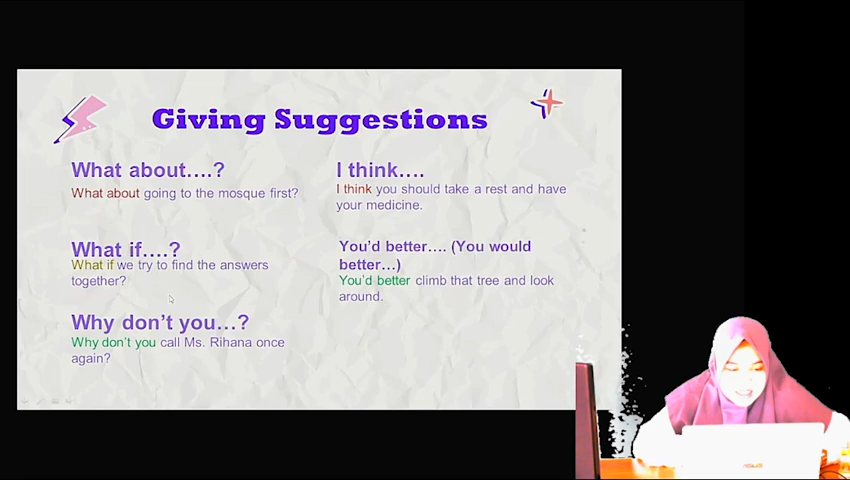 Giving Suggestions
What about....?
What about going to the mosque first?
What if....?
What if we try to find the answers
together?
Why don't you...?
Why don't you call Ms. Rihana once
again?
I think....
I think you should take a rest and have
your medicine.
You'd better.... (You would
better...)
You'd better climb that tree and look
around.
ASUS